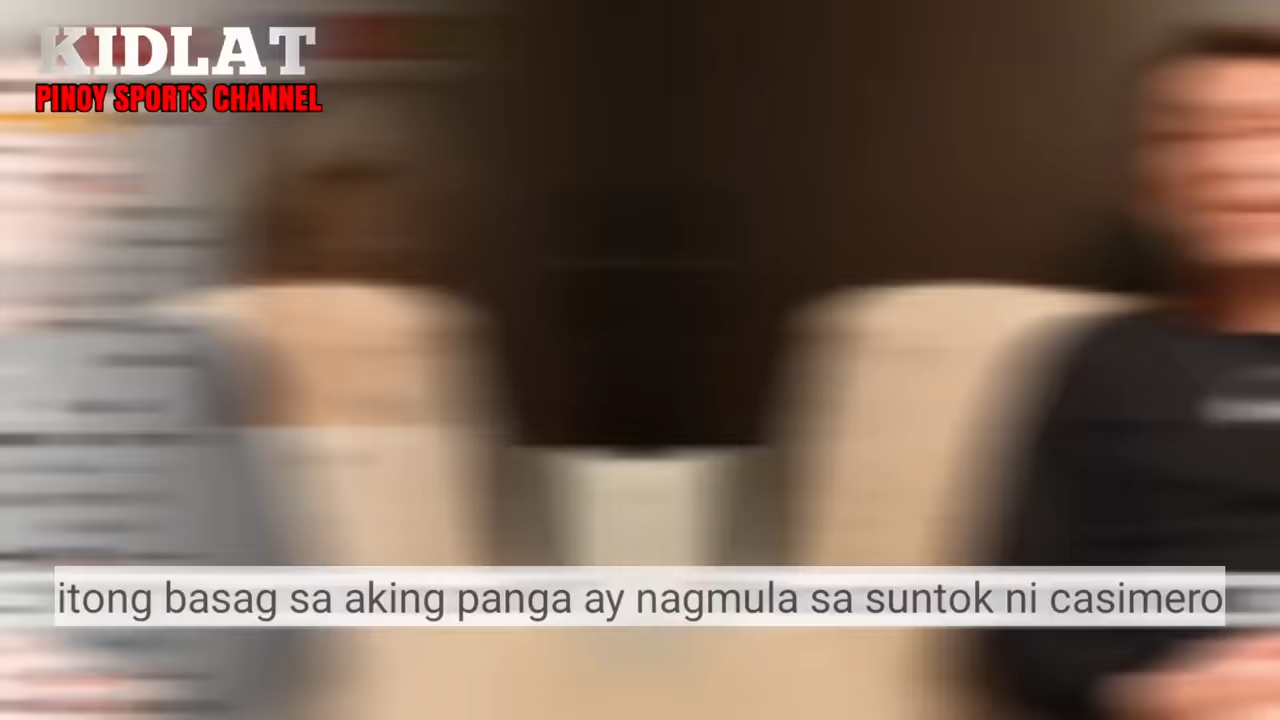 KIDLAT
PINOY SPORTS CHANNEL
itong basag sa aking panga ay nagmula sa suntok ni casimero